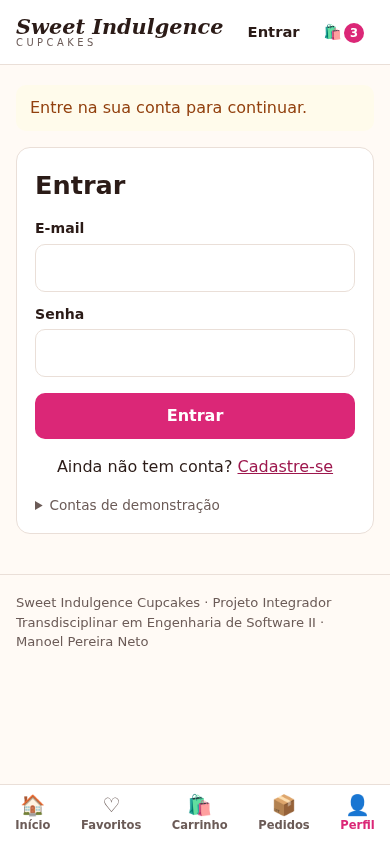 Sweet Indulgence
CUPCAKES
Entrar
3
Entre na sua conta para continuar.
Entrar
E-mail
Senha
Entrar
Ainda não tem conta? Cadastre-se
Contas de demonstração
Sweet Indulgence Cupcakes · Projeto Integrador
Transdisciplinar em Engenharia de Software II ·
Manoel Pereira Neto
Início
Favoritos
Carrinho
Pedidos
Perfil